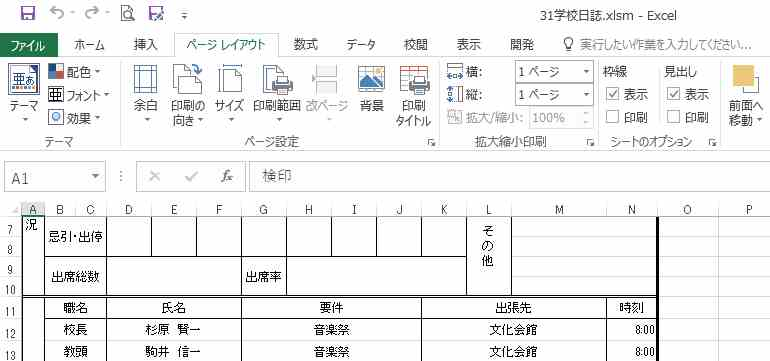 31学校日誌.xlsm - Excel
ファイル ホーム 挿入 ページ レイアウト 数式 データ 校閲 表示 開発 実行したい作業を入力してください...
亜あ
配色 横: 1 ページ 枠線 見出し
フォント 縦: 1 ページ 表示 表示
効果 拡大/縮小: 100% 印刷 印刷
テーマ 余白 印刷の向き サイズ 印刷範囲 改ページ 背景 印刷タイトル 前面へ移動
テーマ ページ設定 拡大縮小印刷 シートのオプション
A1 fx 検印
A B C D E F G H I J K L M N O P
7 況 忌引・出停 その他
8
9 出席総数 出席率
10
11 職名 氏名 要件 出張先 時刻
12 校長 杉原 賢一 音楽祭 文化会館 8:00
13 教頭 駒井 信一 音楽祭 文化会館 8:00